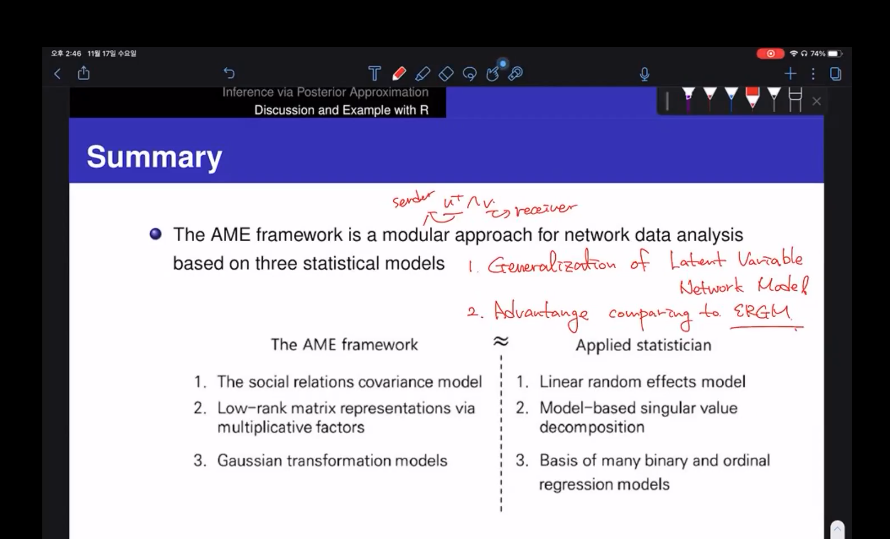 오후 2:46 11월 17일 수요일
74%
Inference via Posterior Approximation
Discussion and Example with R
Summary
sender uᵀΛv receiver
The AME framework is a modular approach for network data analysis
based on three statistical models
1. Generalization of Latent Variable
Network Model
2. Advantange comparing to ERGM.
The AME framework ≈ Applied statistician
1. The social relations covariance model
2. Low-rank matrix representations via
multiplicative factors
3. Gaussian transformation models
1. Linear random effects model
2. Model-based singular value
decomposition
3. Basis of many binary and ordinal
regression models